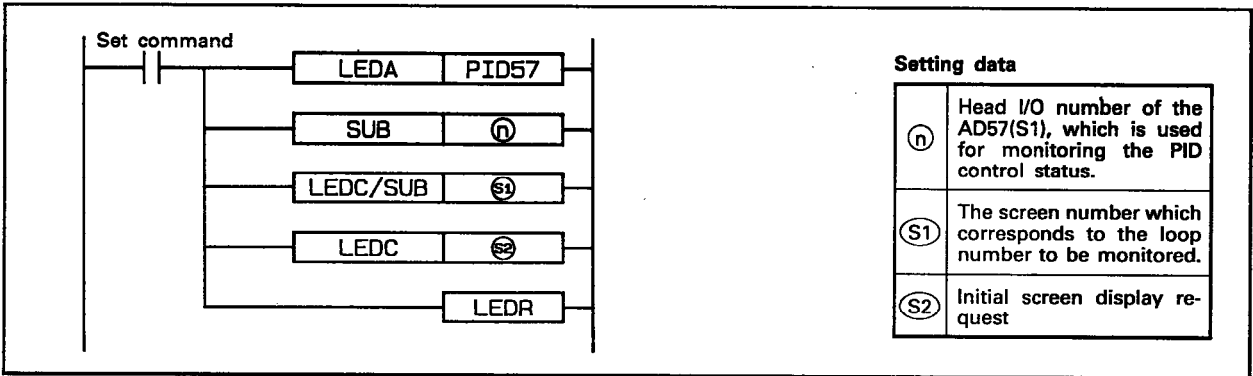 Set command
LEDA PID57
SUB n
LEDC/SUB S1
LEDC S2
LEDR
Setting data
n Head I/O number of the
AD57(S1), which is used
for monitoring the PID
control status.
S1 The screen number which
corresponds to the loop
number to be monitored.
S2 Initial screen display re-
quest